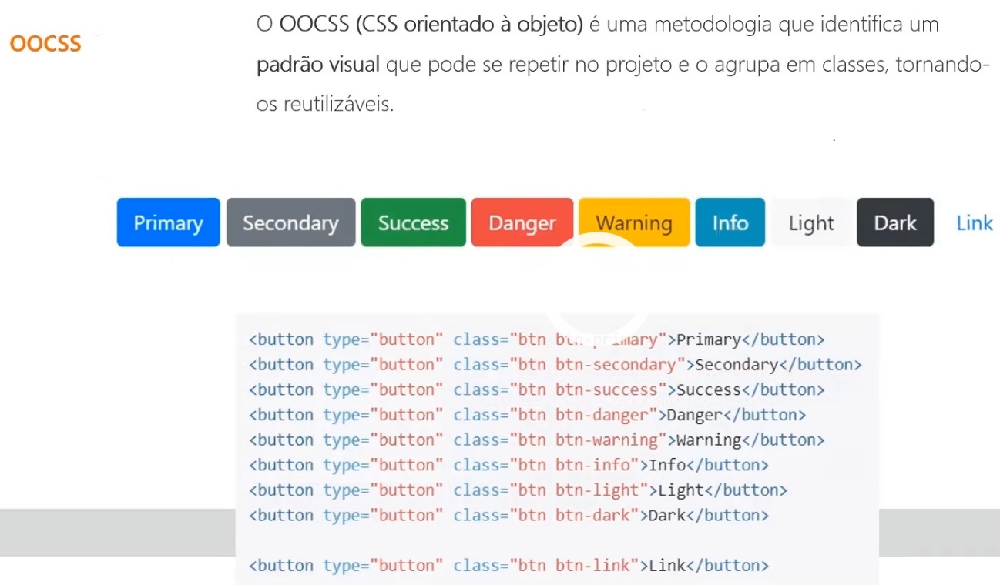 OOCSS
O OOCSS (CSS orientado à objeto) é uma metodologia que identifica um
padrão visual que pode se repetir no projeto e o agrupa em classes, tornando-
os reutilizáveis.
Primary Secondary Success Danger Warning Info Light Dark Link
<button type="button" class="btn btn-primary">Primary</button>
<button type="button" class="btn btn-secondary">Secondary</button>
<button type="button" class="btn btn-success">Success</button>
<button type="button" class="btn btn-danger">Danger</button>
<button type="button" class="btn btn-warning">Warning</button>
<button type="button" class="btn btn-info">Info</button>
<button type="button" class="btn btn-light">Light</button>
<button type="button" class="btn btn-dark">Dark</button>
<button type="button" class="btn btn-link">Link</button>